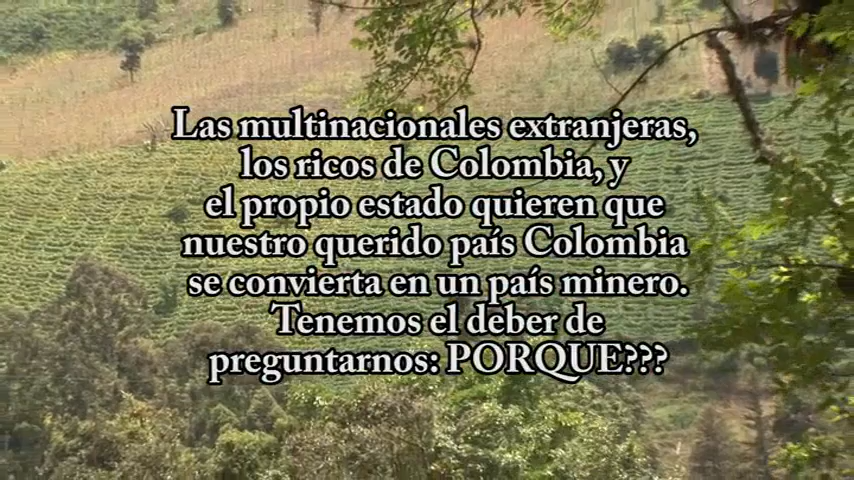 Las multinacionales extranjeras,
los ricos de Colombia, y
el propio estado quieren que
nuestro querido país Colombia
se convierta en un país minero.
Tenemos el deber de
preguntarnos: PORQUE???